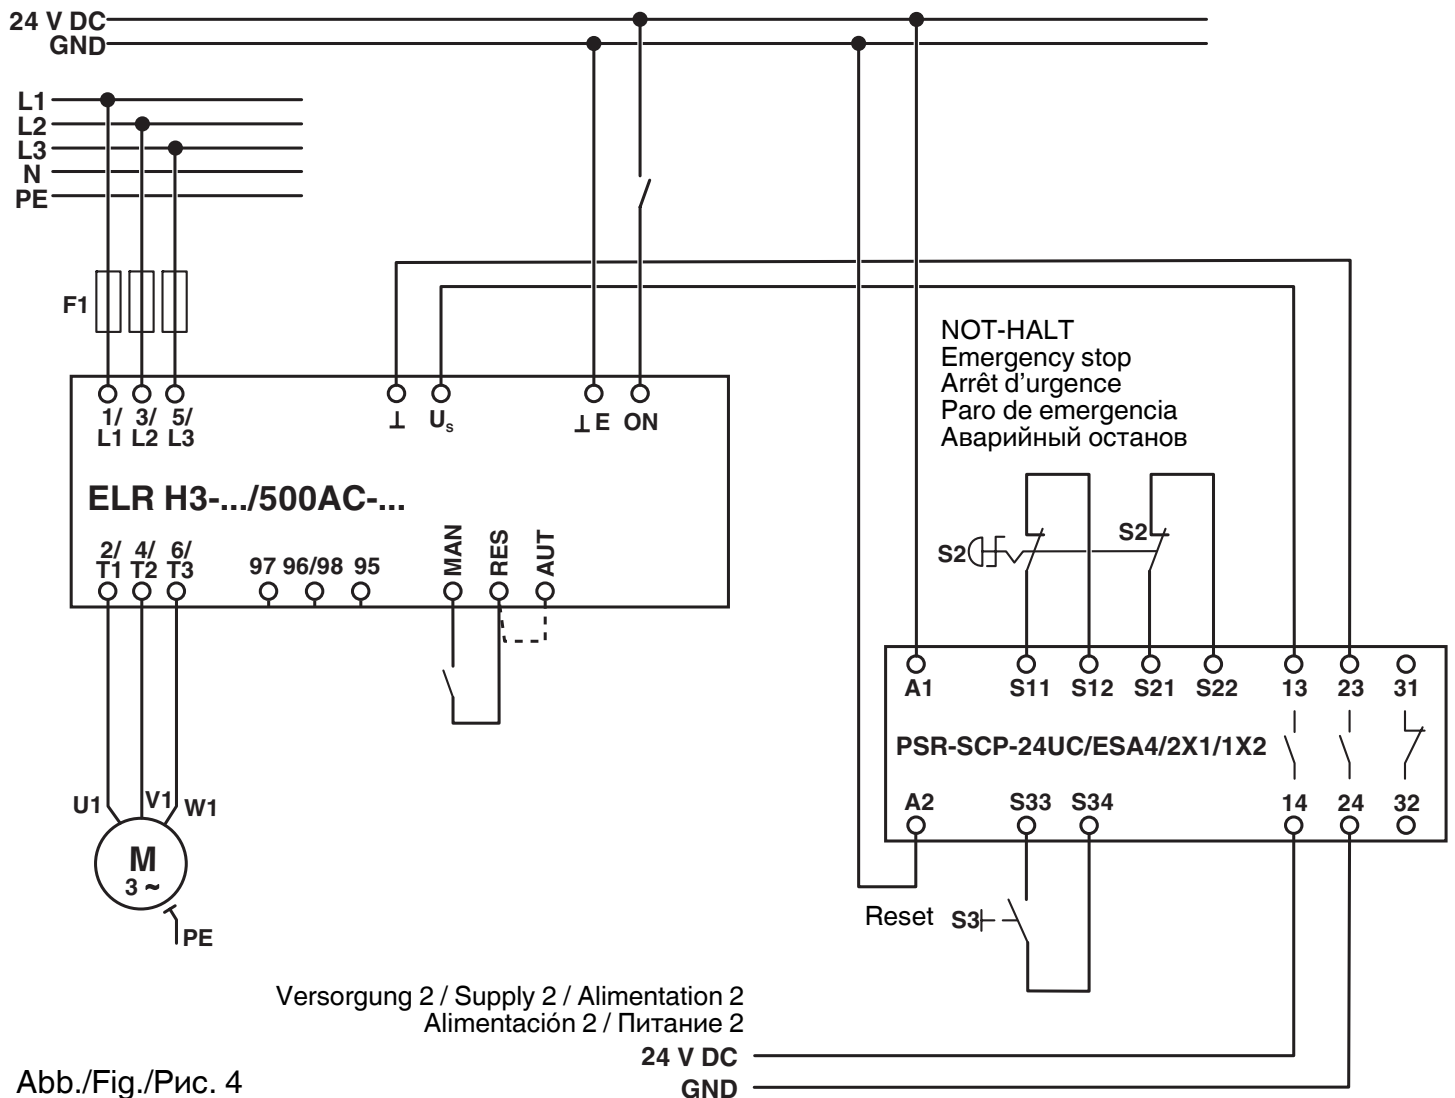 24 V DC
GND
L1
L2
L3
N
PE
F1
1/ 3/ 5/
L1 L2 L3
⊥ Us ⊥ E ON
ELR H3-.../500AC-...
2/ 4/ 6/
T1 T2 T3
97 96/98 95
MAN
RES
AUT
U1 V1 W1
M
3 ~
PE
NOT-HALT
Emergency stop
Arrêt d'urgence
Paro de emergencia
Аварийный останов
S2
S2
A1 S11 S12 S21 S22 13 23 31
PSR-SCP-24UC/ESA4/2X1/1X2
A2 S33 S34 14 24 32
Reset S3
Versorgung 2 / Supply 2 / Alimentation 2
Alimentación 2 / Питание 2
24 V DC
GND
Abb./Fig./Рис. 4